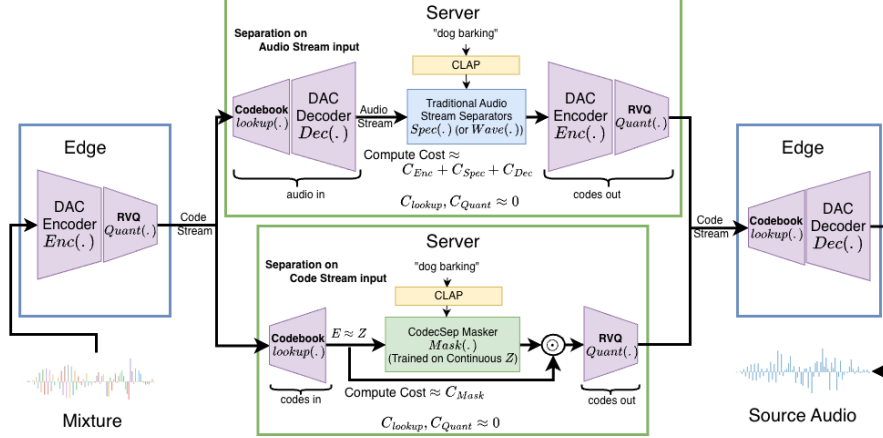 Server
Separation on
Audio Stream input
"dog barking"
CLAP
Codebook
lookup(.)
DAC
Decoder
Dec(.)
Audio
Stream
Traditional Audio
Stream Separators
Spec(.) (or Wave(.))
DAC
Encoder
Enc(.)
RVQ
Quant(.)
Compute Cost ≈
C_Enc + C_Spec + C_Dec
audio in
codes out
C_lookup, C_Quant ≈ 0
Edge
DAC
Encoder
Enc(.)
RVQ
Quant(.)
Code
Stream
Mixture
Server
Separation on
Code Stream input
"dog barking"
CLAP
Codebook
lookup(.)
E ≈ Z
CodecSep Masker
Mask(.)
(Trained on Continuous Z)
RVQ
Quant(.)
codes in
Compute Cost ≈ C_Mask
codes out
C_lookup, C_Quant ≈ 0
Code
Stream
Edge
Codebook
lookup(.)
DAC
Decoder
Dec(.)
Source Audio